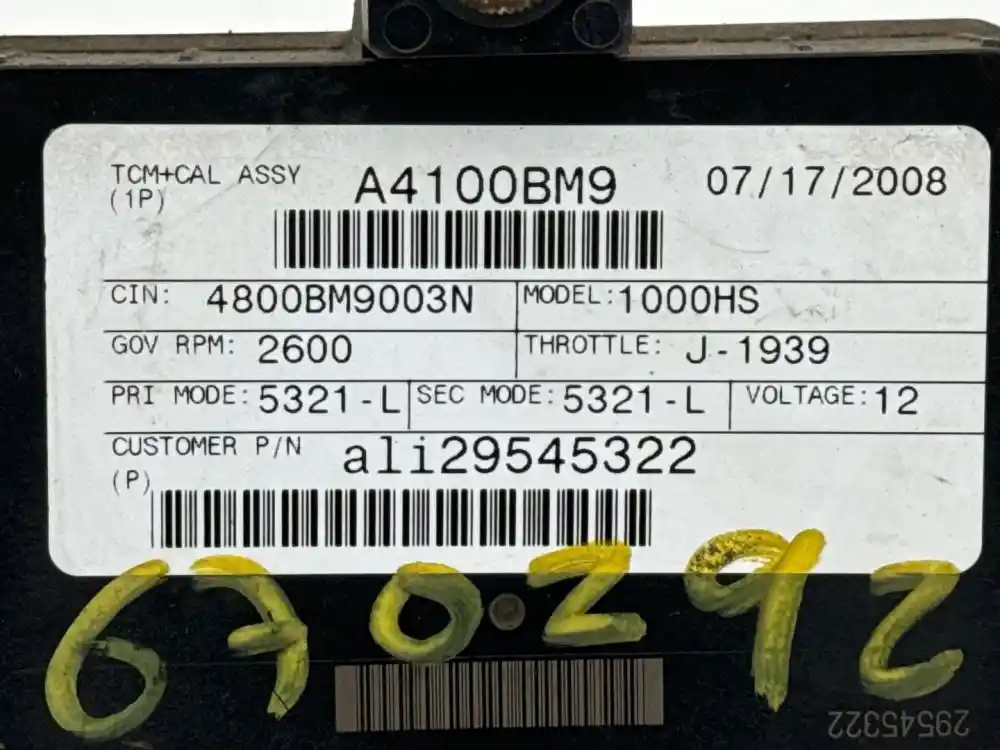 TCM+CAL ASSY A4100BM9 07/17/2008
(1P)
CIN: 4800BM9003N MODEL: 1000HS
GOV RPM: 2600 THROTTLE: J-1939
PRI MODE: 5321-L SEC MODE: 5321-L VOLTAGE: 12
CUSTOMER P/N ali29545322
(P)
670292
29545322